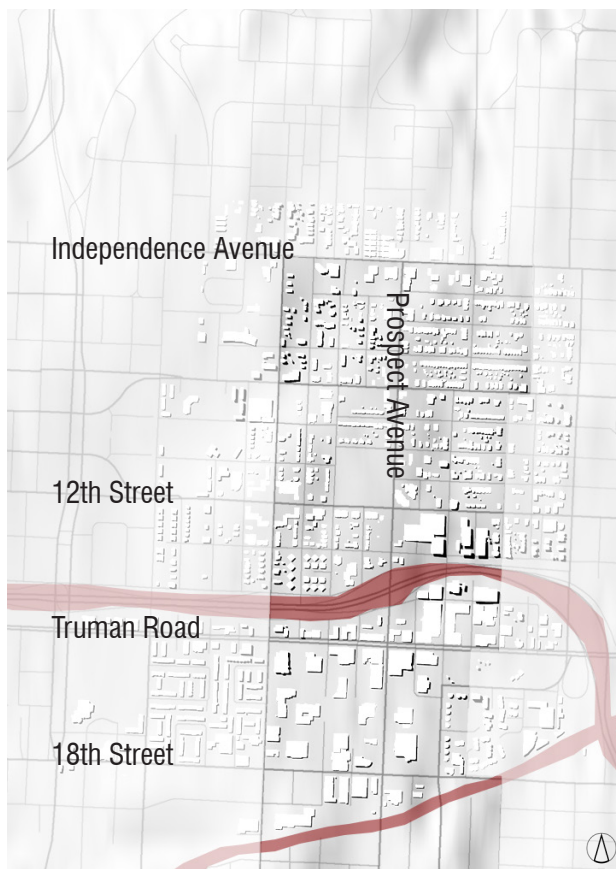 Independence Avenue
Prospect Avenue
12th Street
Truman Road
18th Street